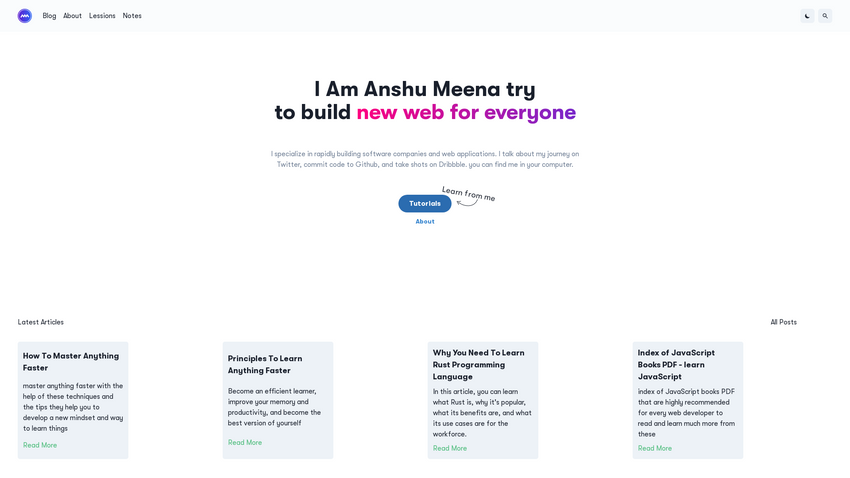 Blog About Lessions Notes
I Am Anshu Meena try
to build new web for everyone
I specialize in rapidly building software companies and web applications. I talk about my journey on
Twitter, commit code to Github, and take shots on Dribbble. you can find me in your computer.
Learn from me
Tutorials
About
Latest Articles
All Posts
How To Master Anything
Faster
master anything faster with the
help of these techniques and
the tips they help you to
develop a new mindset and way
to learn things
Read More
Principles To Learn
Anything Faster
Become an efficient learner,
improve your memory and
productivity, and become the
best version of yourself
Read More
Why You Need To Learn
Rust Programming
Language
In this article, you can learn
what Rust is, why it's popular,
what its benefits are, and what
its use cases are for the
workforce.
Read More
Index of JavaScript
Books PDF - learn
JavaScript
index of JavaScript books PDF
that are highly recommended
for every web developer to
read and learn much more from
these
Read More